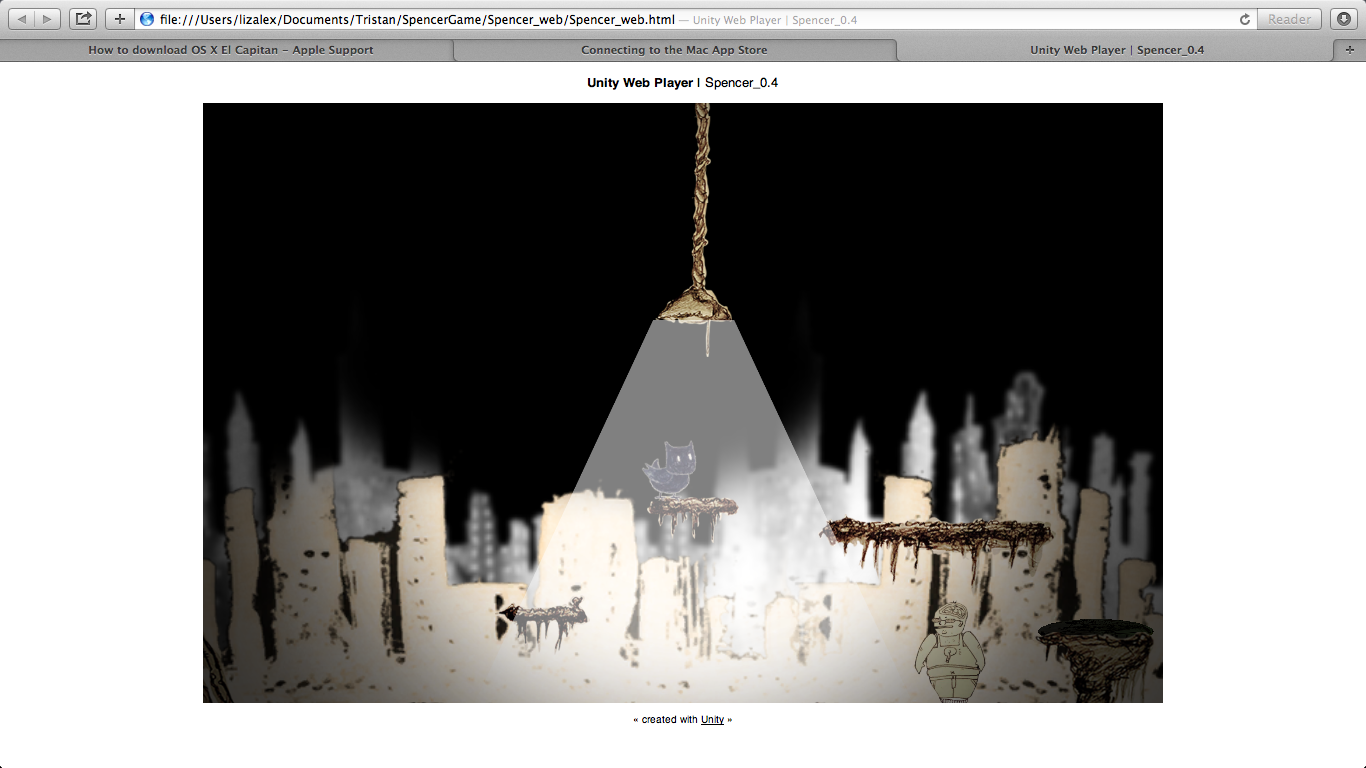 file:///Users/lizalex/Documents/Tristan/SpencerGame/Spencer_web/Spencer_web.html — Unity Web Player | Spencer_0.4
Reader
How to download OS X El Capitan – Apple Support
Connecting to the Mac App Store
Unity Web Player | Spencer_0.4
Unity Web Player | Spencer_0.4
« created with Unity »